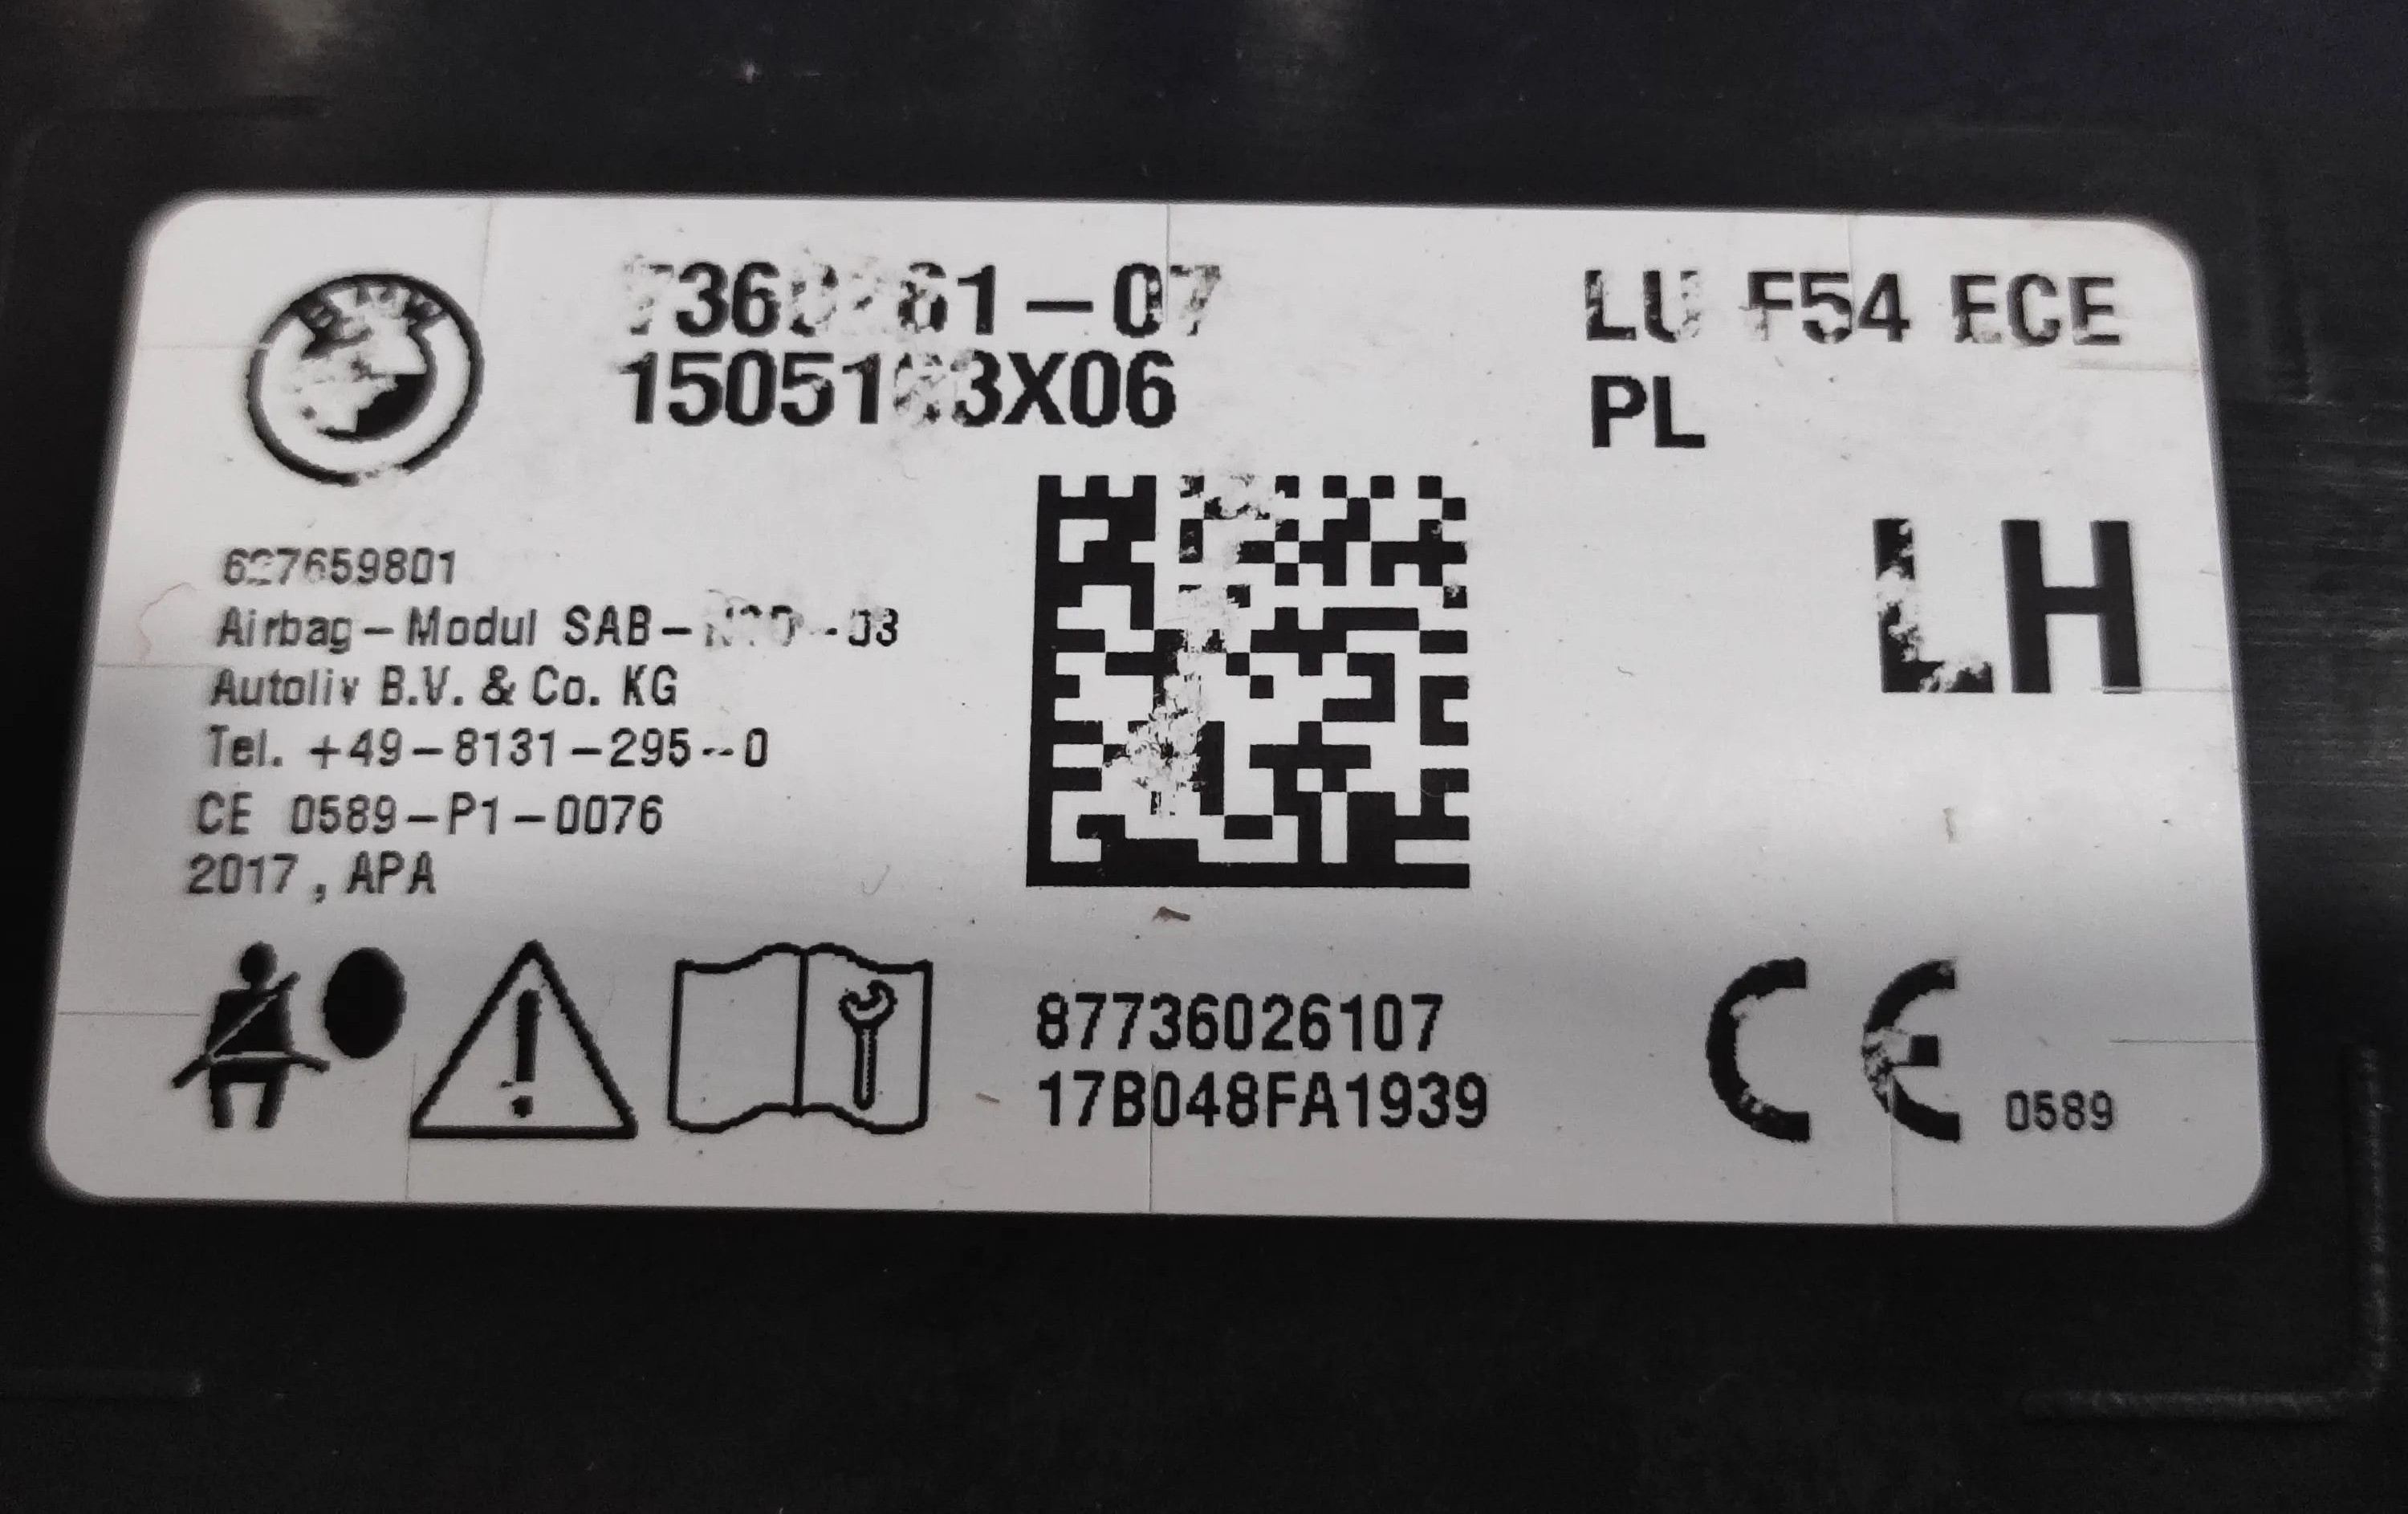 LU F54 ECE
PL
LH
627659801
Airbag-Modul
Autoliv B.V. & Co. KG
Tel. +49-8131-295-0
CE 0589-P1-0076
2017, APA
87736026107
17B048FA1939
CE 0589